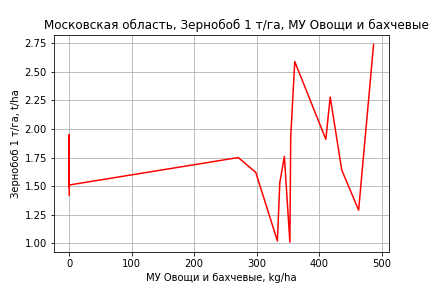 Московская область, Зернобоб 1 т/га, МУ Овощи и бахчевые
2.75
2.50
2.25
2.00
1.75
1.50
1.25
1.00
Зернобоб 1 т/га, t/ha
0 100 200 300 400 500
МУ Овощи и бахчевые, kg/ha